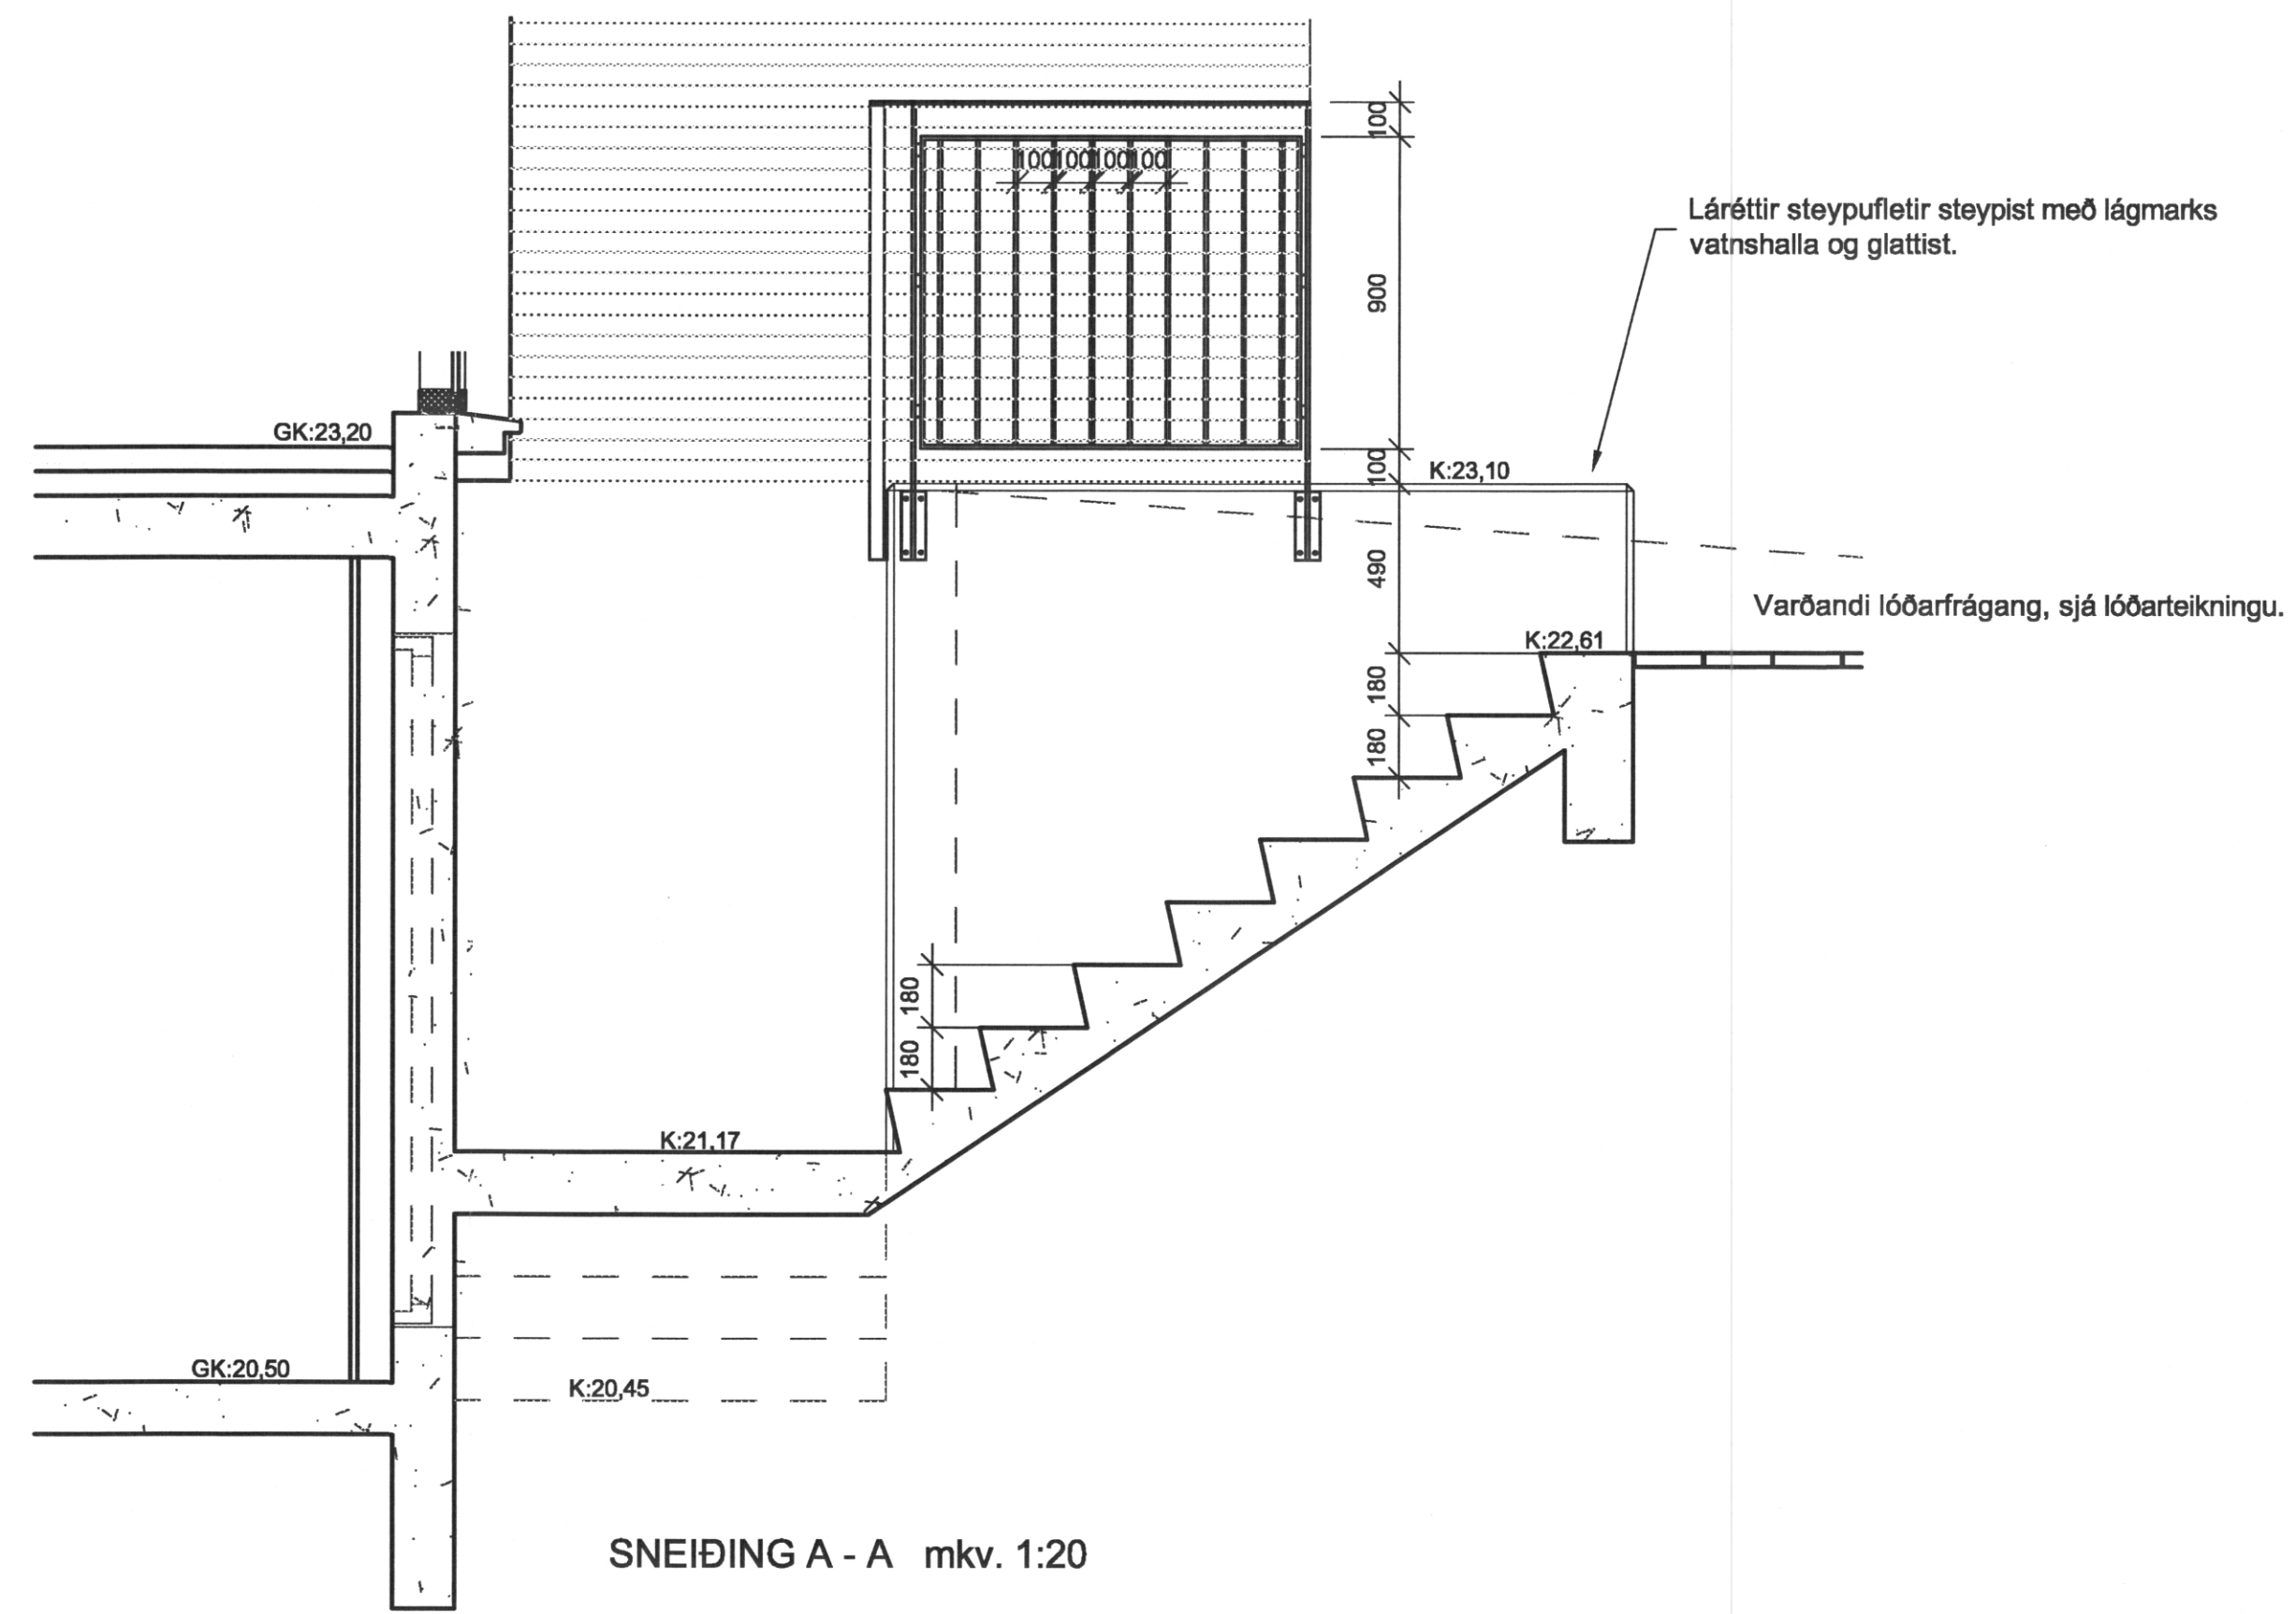 100
100 100 100 100
Láréttir steypufletir steypist með lágmarks
vatnshalla og glattist.
900
GK:23,20
100
K:23,10
490
Varðandi lóðarfrágang, sjá lóðarteikningu.
K:22,61
180
180
180
180
K:21,17
GK:20,50
K:20,45
SNEIÐING A - A mkv. 1:20